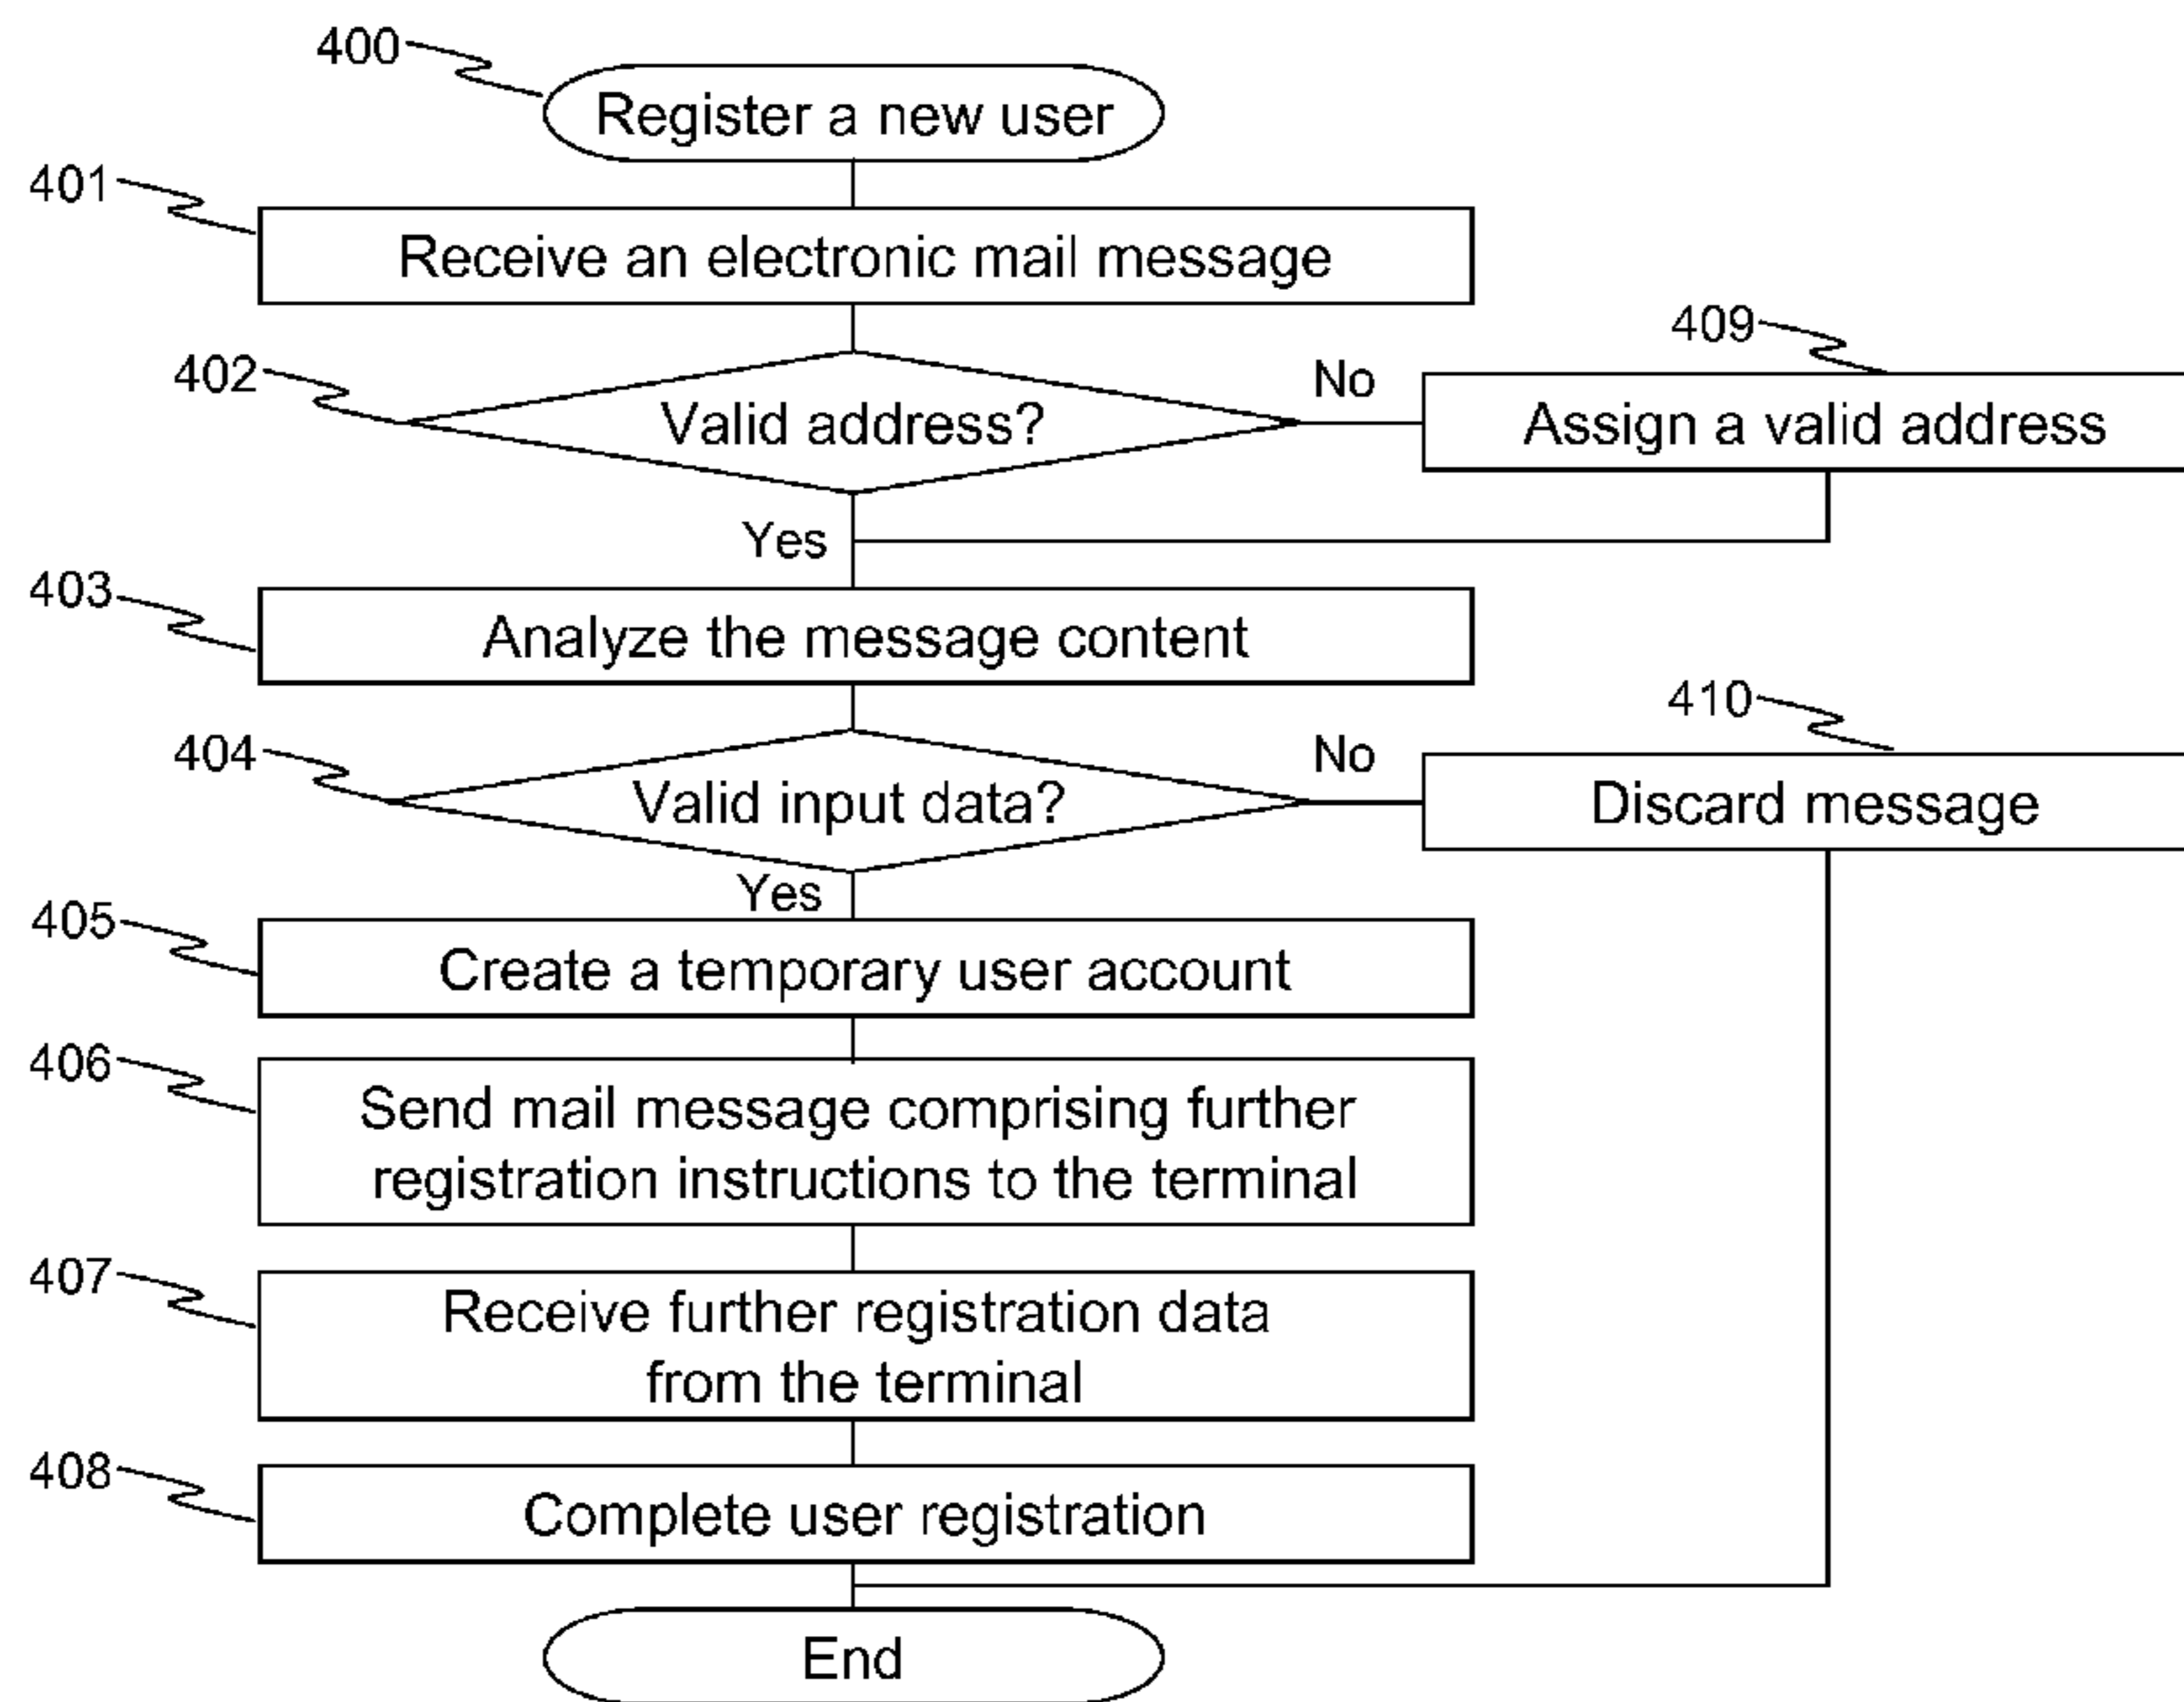 400
Register a new user
401
Receive an electronic mail message
409
402
Valid address?
No
Assign a valid address
Yes
403
Analyze the message content
410
404
Valid input data?
No
Discard message
Yes
405
Create a temporary user account
406
Send mail message comprising further
registration instructions to the terminal
407
Receive further registration data
from the terminal
408
Complete user registration
End